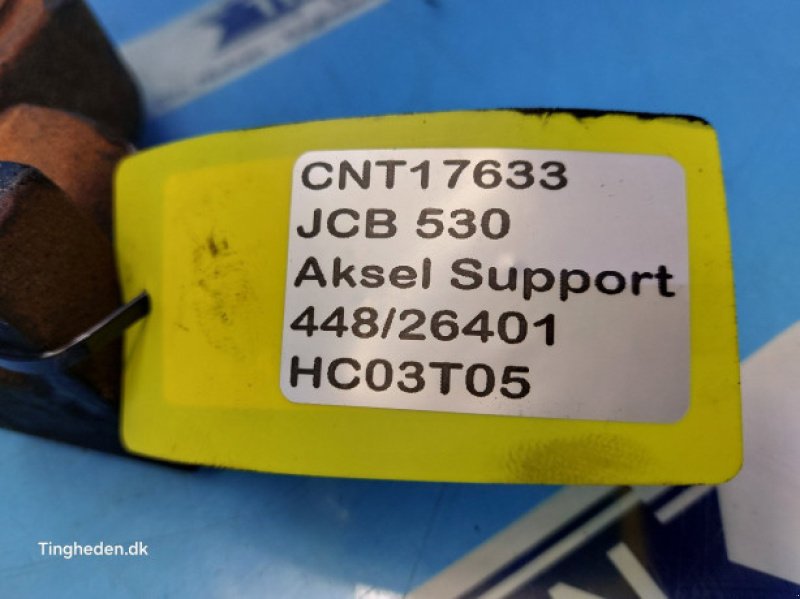 CNT17633
JCB 530
Aksel Support
448/26401
HC03T05
Tingheden.dk